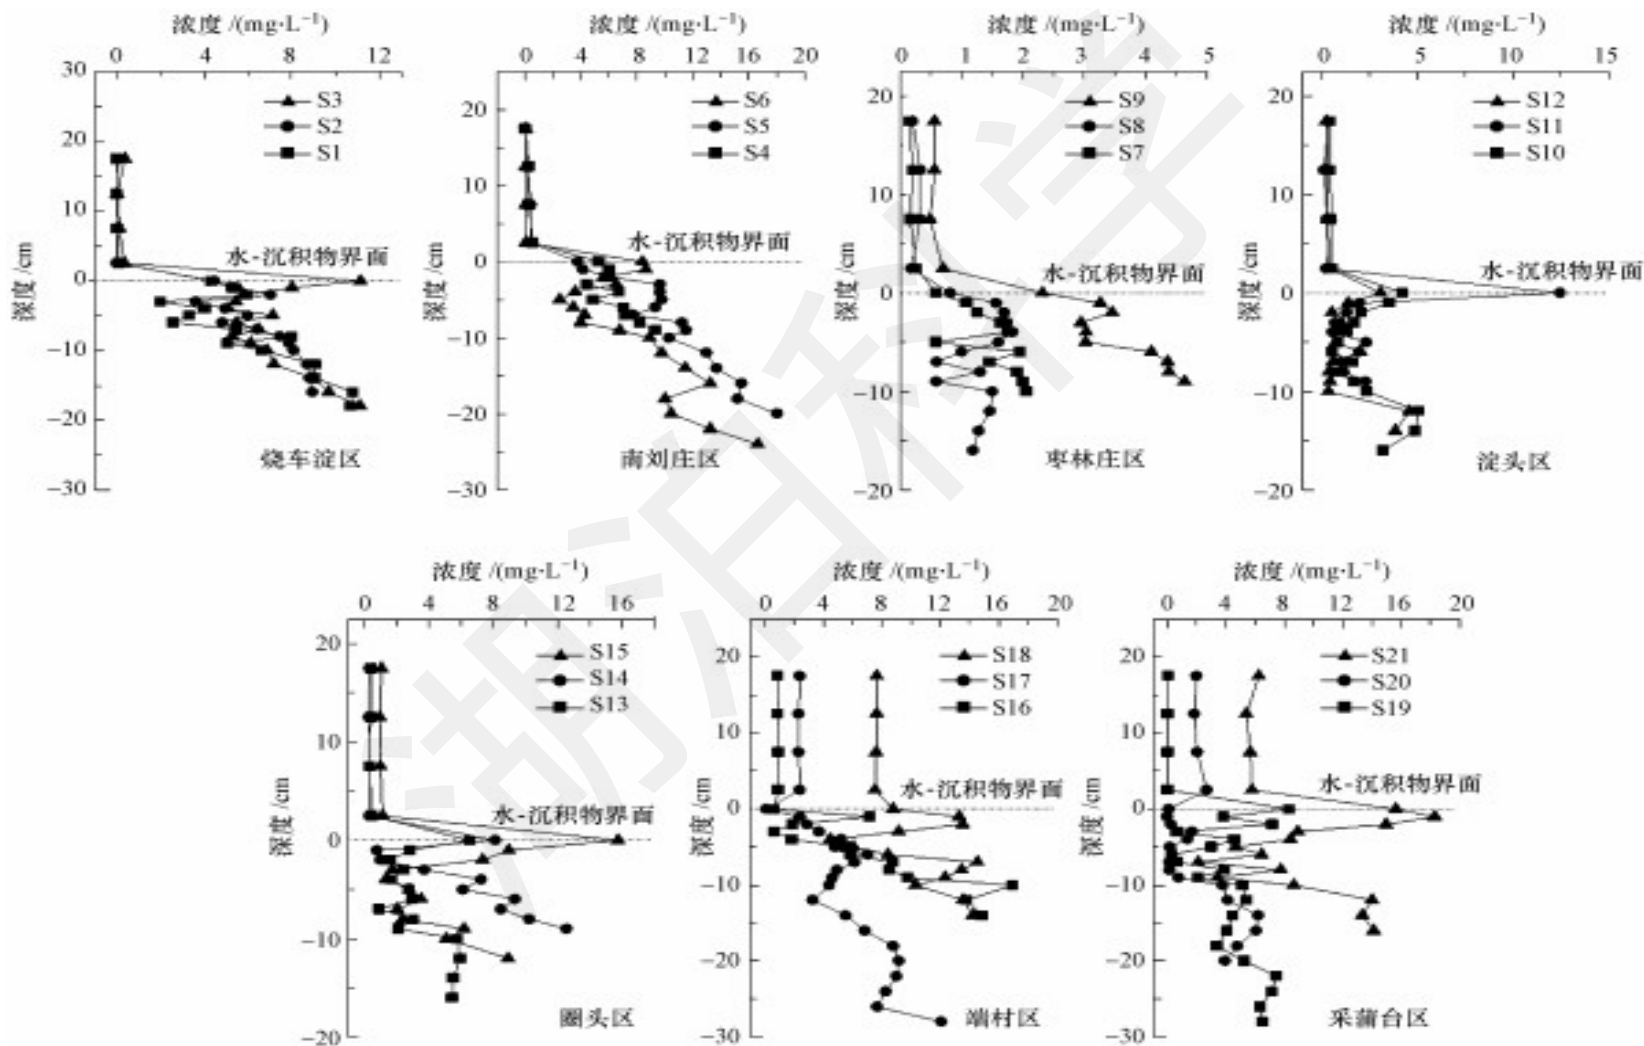 浓度 /(mg·L⁻¹) 浓度 /(mg·L⁻¹) 浓度 /(mg·L⁻¹) 浓度 /(mg·L⁻¹)
0 4 8 12
30
20
10
0
−10
−20
−30
深度 /cm
S3
S2
S1
水-沉积物界面
烧车淀区
0 4 8 12 16 20
20
10
0
−10
−20
−30
深度 /cm
S6
S5
S4
水-沉积物界面
南刘庄区
0 1 2 3 4 5
20
10
0
−10
−20
深度 /cm
S9
S8
S7
水-沉积物界面
枣林庄区
0 5 10 15
20
10
0
−10
−20
深度 /cm
S12
S11
S10
水-沉积物界面
淀头区
浓度 /(mg·L⁻¹) 浓度 /(mg·L⁻¹) 浓度 /(mg·L⁻¹)
0 4 8 12 16
20
10
0
−10
−20
深度 /cm
S15
S14
S13
水-沉积物界面
圈头区
0 4 8 12 16 20
20
10
0
−10
−20
−30
深度 /cm
S18
S17
S16
水-沉积物界面
端村区
0 4 8 12 16 20
20
10
0
−10
−20
−30
深度 /cm
S21
S20
S19
水-沉积物界面
采蒲台区
湖泊科学